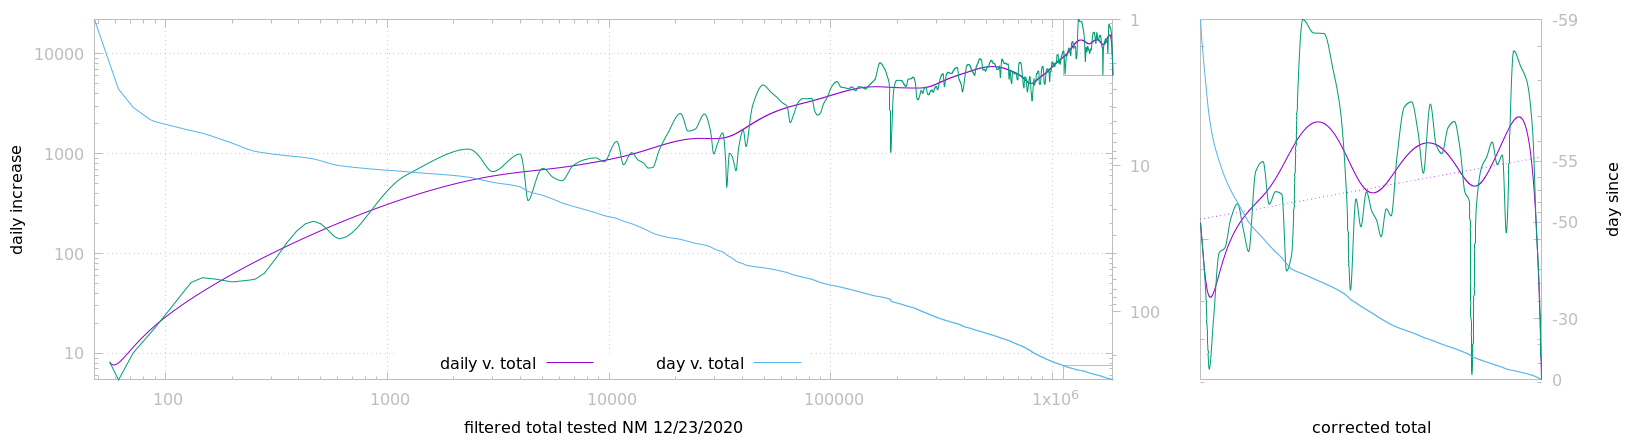 10000
1000
100
10
daily increase
daily v. total
day v. total
100
1000
10000
100000
1x10⁶
filtered total tested NM 12/23/2020
1
10
100
-59
-55
-50
-30
0
day since
corrected total